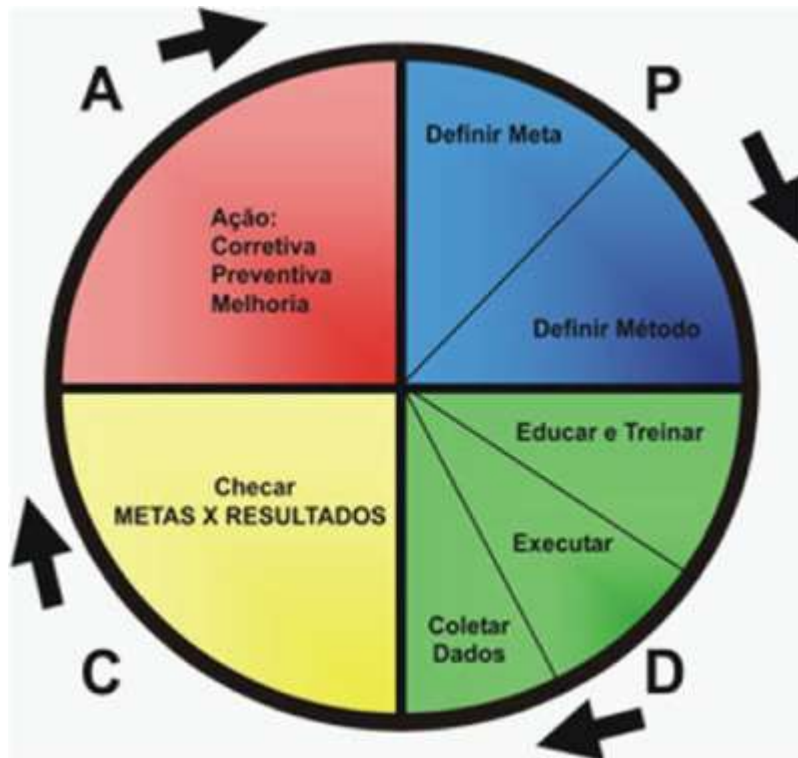 A
P
Definir Meta
Ação:
Corretiva
Preventiva
Melhoria
Definir Método
Educar e Treinar
Checar
METAS X RESULTADOS
Executar
Coletar
Dados
C
D